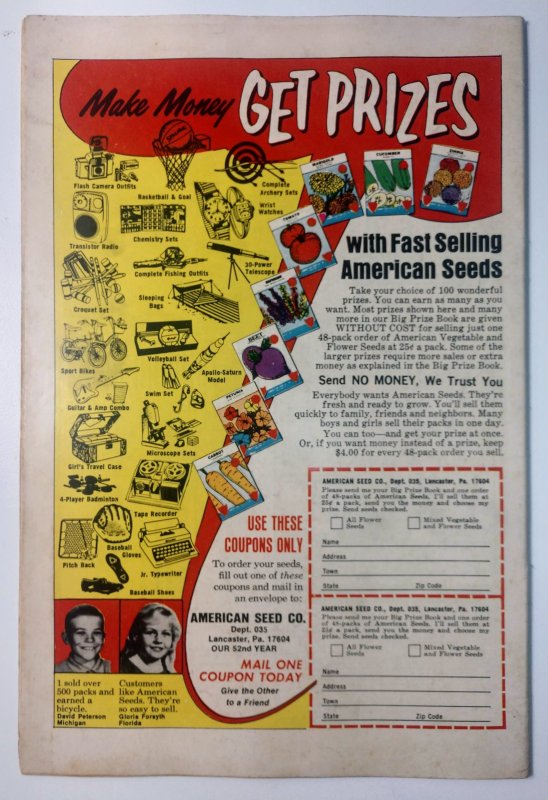 Make Money GET PRIZES
Flash Camera Outfits
Basketball & Goal
Complete
Archery Sets
Wrist
Watches
Transistor Radio
Chemistry Sets
Complete Fishing Outfits
30-Power
Telescope
Croquet Set
Sleeping
Bags
Sport Bikes
Volleyball Set
Apollo-Saturn
Model
Guitar & Amp Combo
Swim Set
Girl's Travel Case
Microscope Sets
4-Player Badminton
Tape Recorder
Pitch Back
Baseball
Gloves
Jr. Typewriter
Baseball Shoes
MARIGOLD
CUCUMBER
ZINNIA
TOMATO
BEET
PETUNIA
CARROT
with Fast Selling
American Seeds
Take your choice of 100 wonderful
prizes. You can earn as many as you
want. Most prizes shown here and many
more in our Big Prize Book are given
WITHOUT COST for selling just one
48-pack order of American Vegetable and
Flower Seeds at 25¢ a pack. Some of the
larger prizes require more sales or extra
money as explained in the Big Prize Book.
Send NO MONEY, We Trust You
Everybody wants American Seeds. They're
fresh and ready to grow. You'll sell them
quickly to family, friends and neighbors. Many
boys and girls sell their packs in one day.
You can too—and get your prize at once.
Or, if you want money instead of a prize, keep
$4.00 for every 48-pack order you sell.
USE THESE
COUPONS ONLY
To order your seeds,
fill out one of these
coupons and mail in
an envelope to:
AMERICAN SEED CO.
Dept. 035
Lancaster, Pa. 17604
OUR 52ND YEAR
MAIL ONE
COUPON TODAY
Give the Other
to a Friend
1 sold over
500 packs and
earned a
bicycle.
David Peterson
Michigan
Customers
like American
Seeds. They're
so easy to sell.
Gloria Forsyth
Florida
AMERICAN SEED CO., Dept. 035, Lancaster, Pa. 17604
Please send me your Big Prize Book and one order
of 48-packs of American Seeds. I'll sell them at
25¢ a pack, send you the money and choose my
prize. Send seeds checked.
All Flower
Seeds
Mixed Vegetable
and Flower Seeds
Name
Address
Town
State Zip Code
AMERICAN SEED CO., Dept. 035, Lancaster, Pa. 17604
Please send me your Big Prize Book and one order
of 48-packs of American Seeds. I'll sell them at
25¢ a pack, send you the money and choose my
prize. Send seeds checked.
All Flower
Seeds
Mixed Vegetable
and Flower Seeds
Name
Address
Town
State Zip Code